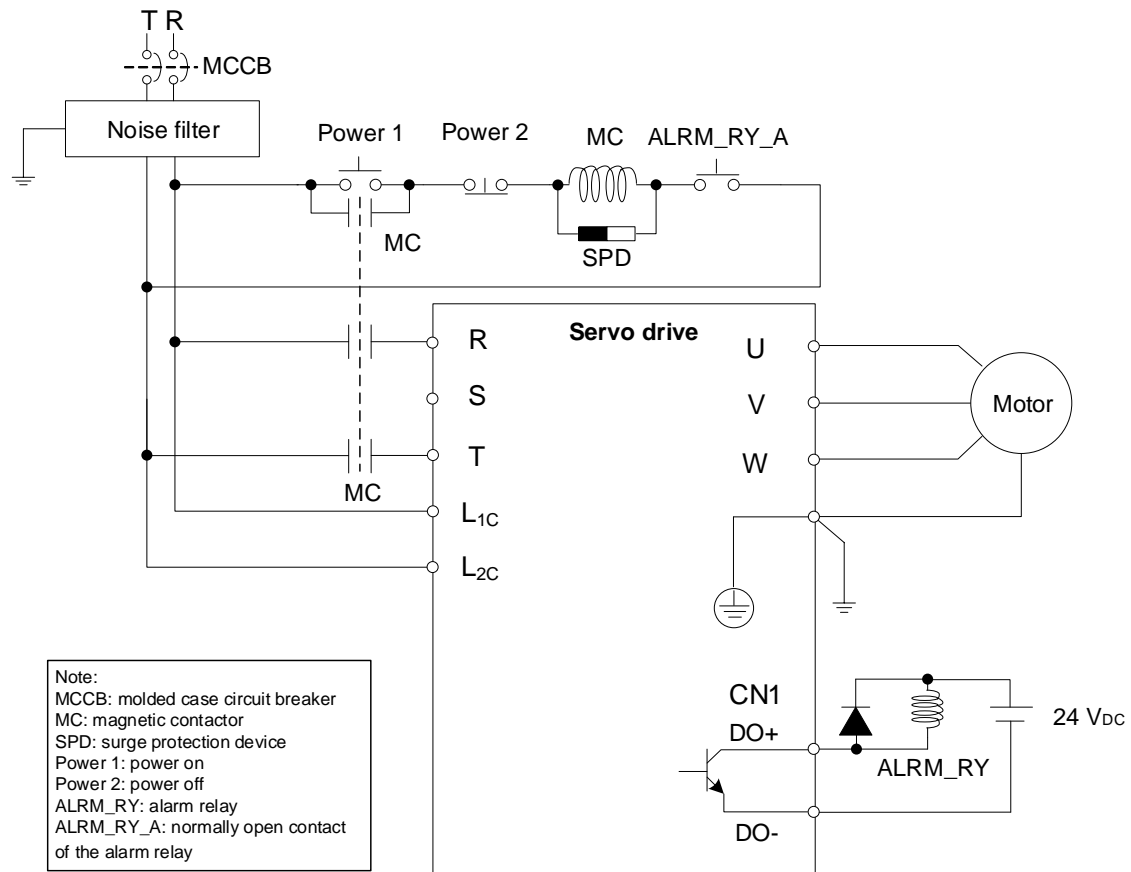 T R
MCCB
Noise filter
Power 1
Power 2
MC
ALRM_RY_A
MC
SPD
Servo drive
R
S
T
MC
L1C
L2C
U
V
W
Motor
CN1
DO+
DO-
ALRM_RY
24 VDC
Note:
MCCB: molded case circuit breaker
MC: magnetic contactor
SPD: surge protection device
Power 1: power on
Power 2: power off
ALRM_RY: alarm relay
ALRM_RY_A: normally open contact
of the alarm relay